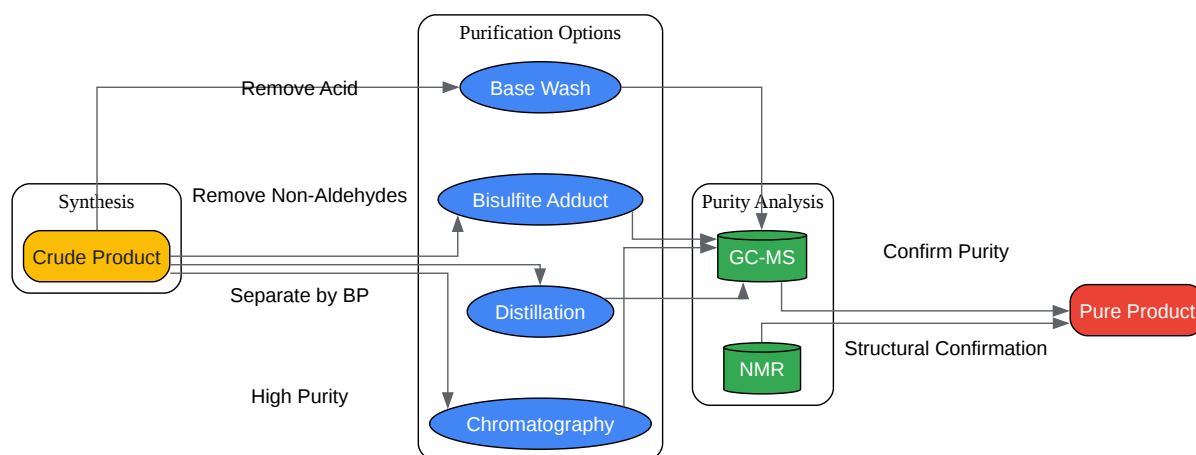 Purification Options
Remove Acid
Base Wash
Synthesis
Remove Non-Aldehydes
Bisulfite Adduct
Purity Analysis
Crude Product
GC-MS
Confirm Purity
Separate by BP
Distillation
Pure Product
Structural Confirmation
NMR
High Purity
Chromatography